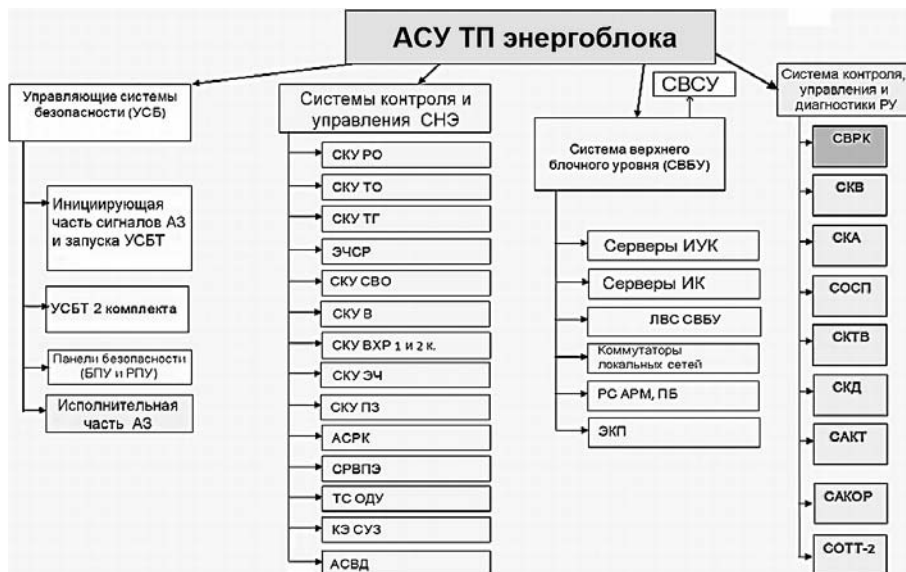 АСУ ТП энергоблока
Управляющие системы
безопасности (УСБ)
Инициирующая
часть сигналов АЗ
и запуска УСБТ
УСБТ 2 комплекта
Панели безопасности
(БПУ и РПУ)
Исполнительная
часть АЗ
Системы контроля и
управления СНЭ
СКУ РО
СКУ ТО
СКУ ТГ
ЭЧСР
СКУ СВО
СКУ В
СКУ ВХР 1 и 2 к.
СКУ ЭЧ
СКУ ПЗ
АСРК
СРВПЭ
ТС ОДУ
КЭ СУЗ
АСВД
СВСУ
Система верхнего
блочного уровня (СВБУ)
Серверы ИУК
Серверы ИК
ЛВС СВБУ
Коммутаторы
локальных сетей
РС АРМ, ПБ
ЭКП
Система контроля,
управления и
диагностики РУ
СВРК
СКВ
СКА
СОСП
СКТВ
СКД
САКТ
САКОР
СОТТ-2